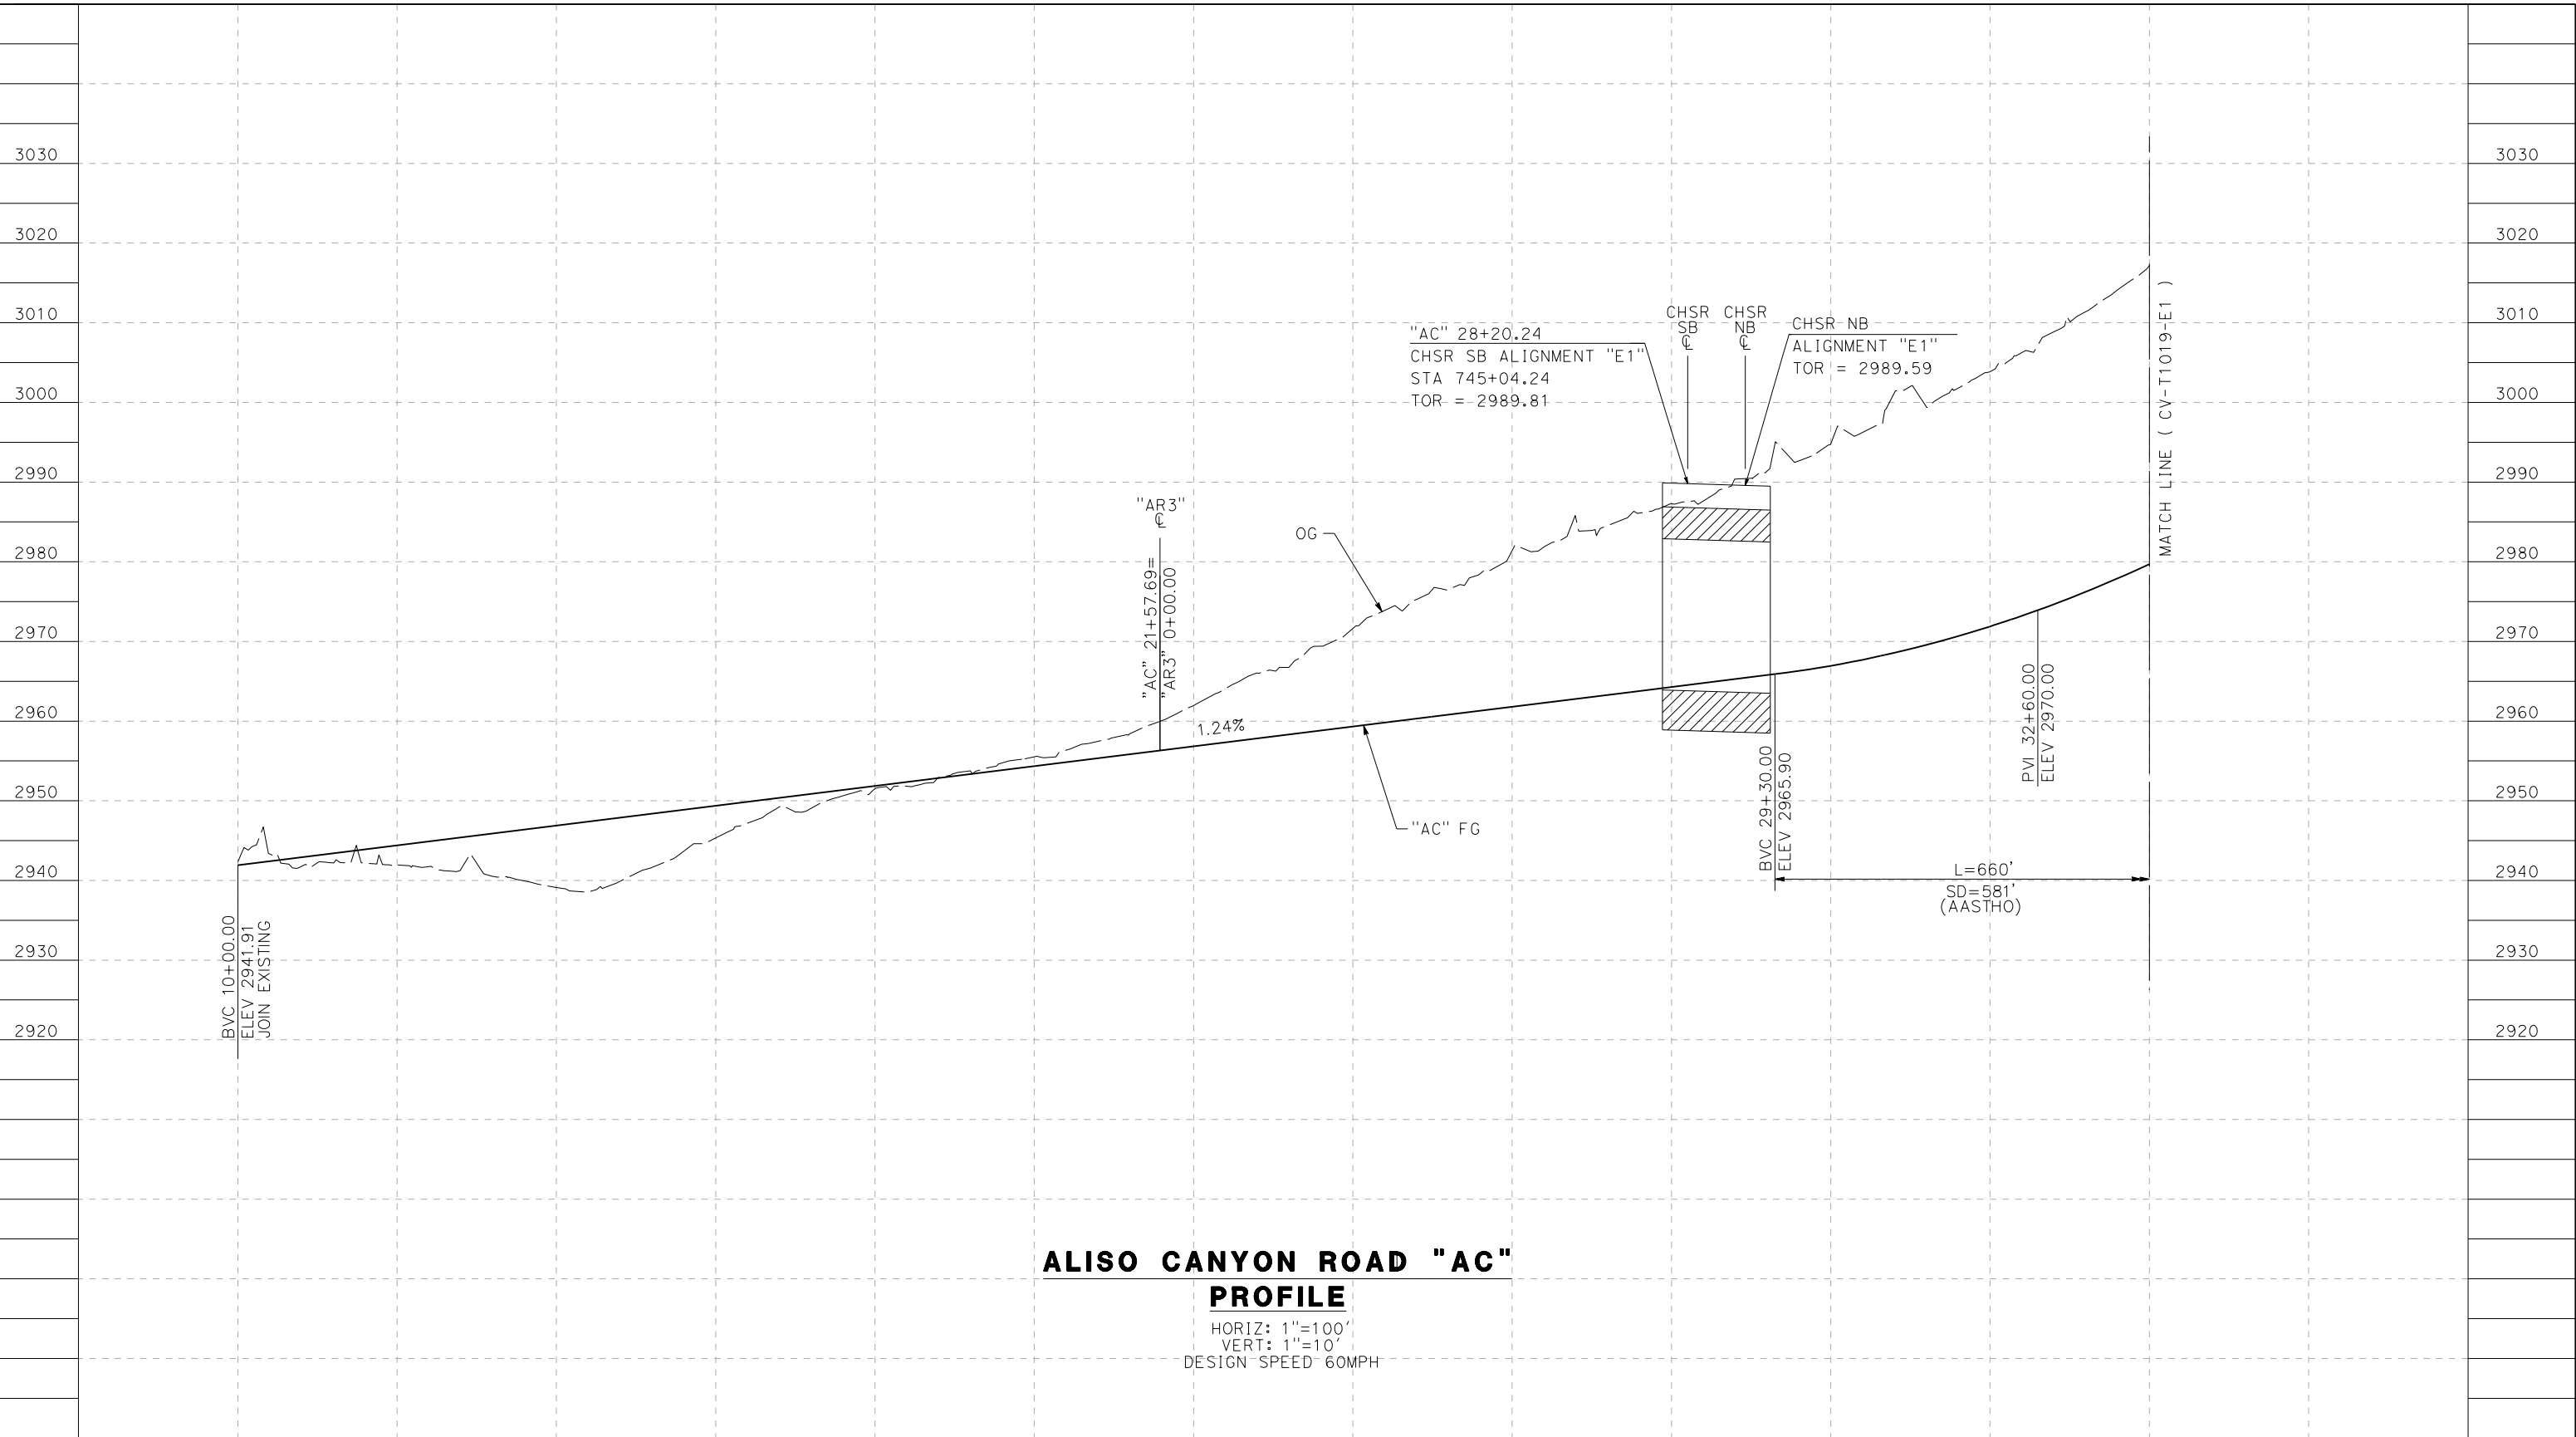 3030
3020
3010
3000
2990
2980
2970
2960
2950
2940
2930
2920
BVC 10+00.00
ELEV 2941.91
JOIN EXISTING
"AR3"
℄
"AC" 21+57.69=
"AR3" 0+00.00
1.24%
OG
"AC" FG
"AC" 28+20.24
CHSR SB ALIGNMENT "E1"
STA 745+04.24
TOR = 2989.81
CHSR
SB
℄
CHSR
NB
℄
CHSR NB
ALIGNMENT "E1"
TOR = 2989.59
BVC 29+30.00
ELEV 2965.90
PVI 32+60.00
ELEV 2970.00
L=660'
SD=581'
(AASTHO)
MATCH LINE ( CV-T1019-E1 )
3030
3020
3010
3000
2990
2980
2970
2960
2950
2940
2930
2920
ALISO CANYON ROAD "AC"
PROFILE
HORIZ: 1"=100'
VERT: 1"=10'
DESIGN SPEED 60MPH